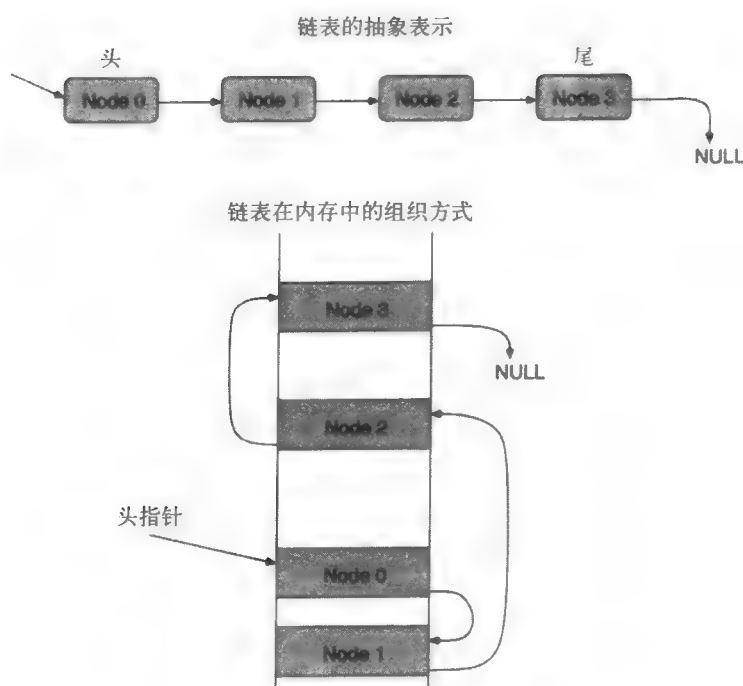 链表的抽象表示
头 尾
Node 0 Node 1 Node 2 Node 3
NULL
链表在内存中的组织方式
Node 3
NULL
Node 2
头指针
Node 0
Node 1